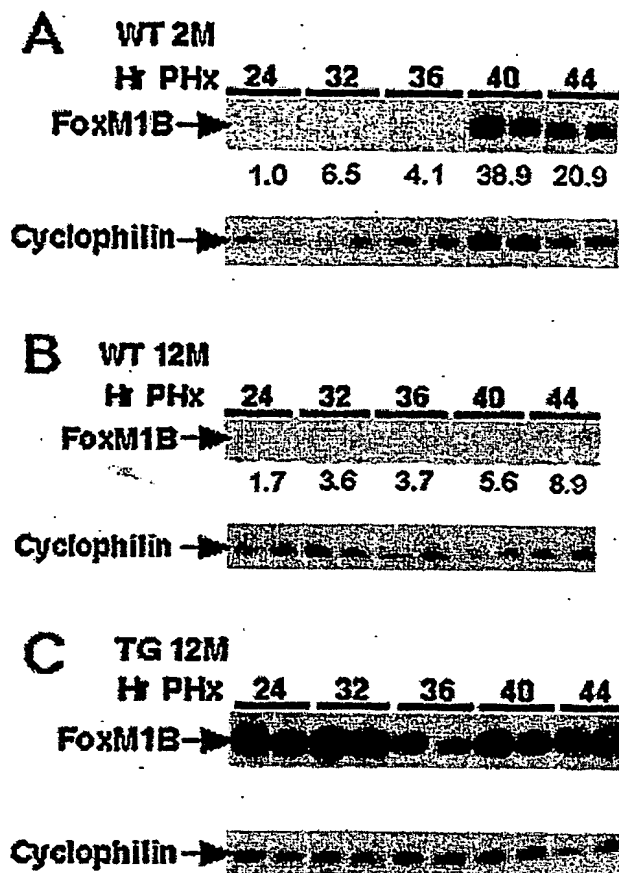 A WT 2M
Hr PHx 24 32 36 40 44
FoxM1B
1.0 6.5 4.1 38.9 20.9
Cyclophilin
B WT 12M
Hr PHx 24 32 36 40 44
FoxM1B
1.7 3.6 3.7 5.6 8.9
Cyclophilin
C TG 12M
Hr PHx 24 32 36 40 44
FoxM1B
Cyclophilin